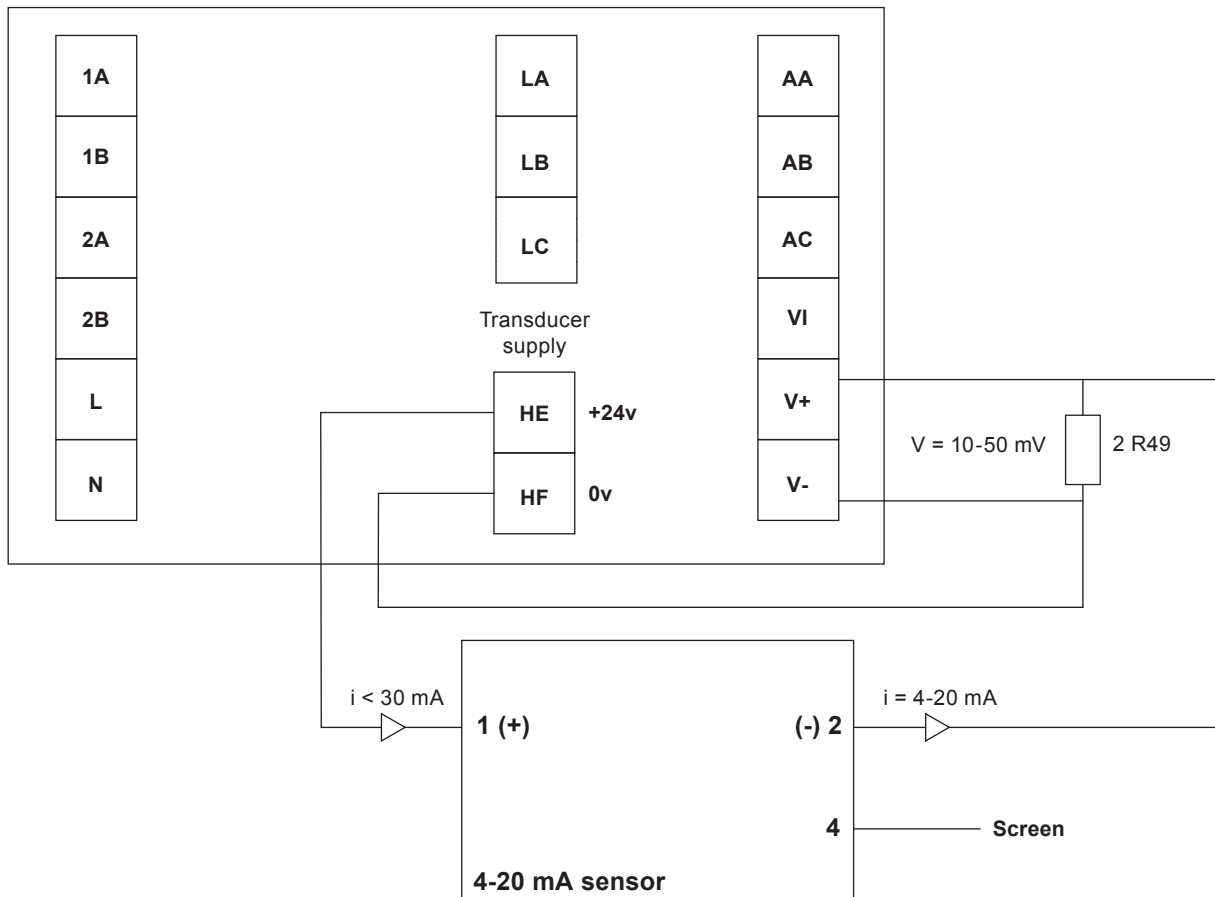 1A
1B
2A
2B
L
N
LA
LB
LC
Transducer
supply
HE
+24v
HF
0v
AA
AB
AC
VI
V+
V-
V = 10-50 mV
2 R49
i < 30 mA
1 (+)
(-) 2
i = 4-20 mA
4
Screen
4-20 mA sensor